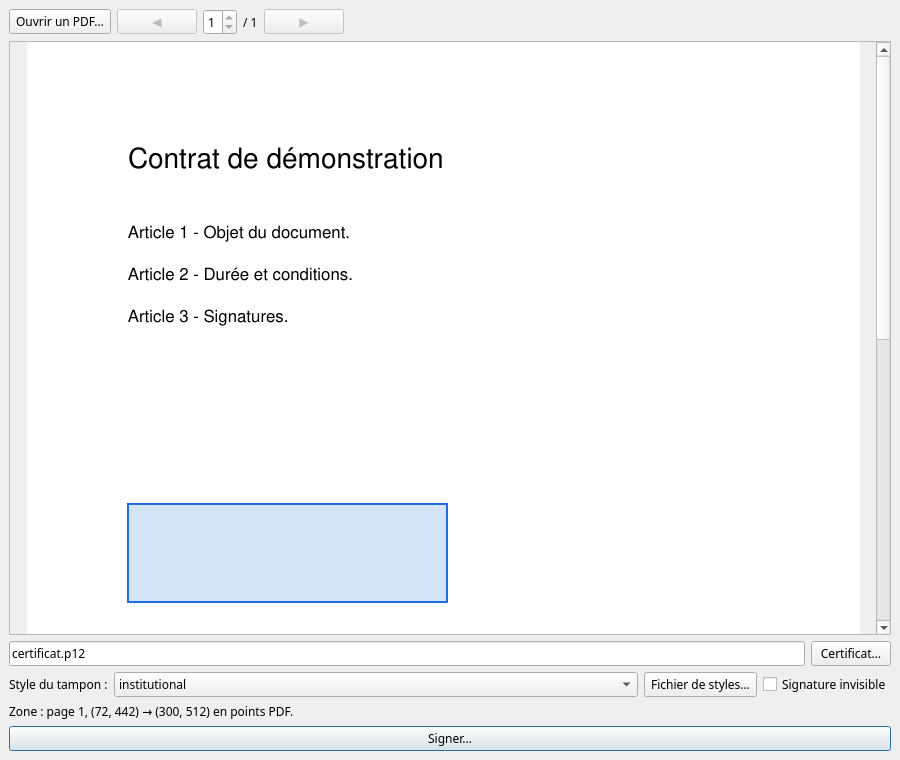 Ouvrir un PDF... ◀ 1 / 1 ▶
Contrat de démonstration
Article 1 - Objet du document.
Article 2 - Durée et conditions.
Article 3 - Signatures.
certificat.p12 Certificat...
Style du tampon : institutional Fichier de styles... Signature invisible
Zone : page 1, (72, 442) → (300, 512) en points PDF.
Signer...